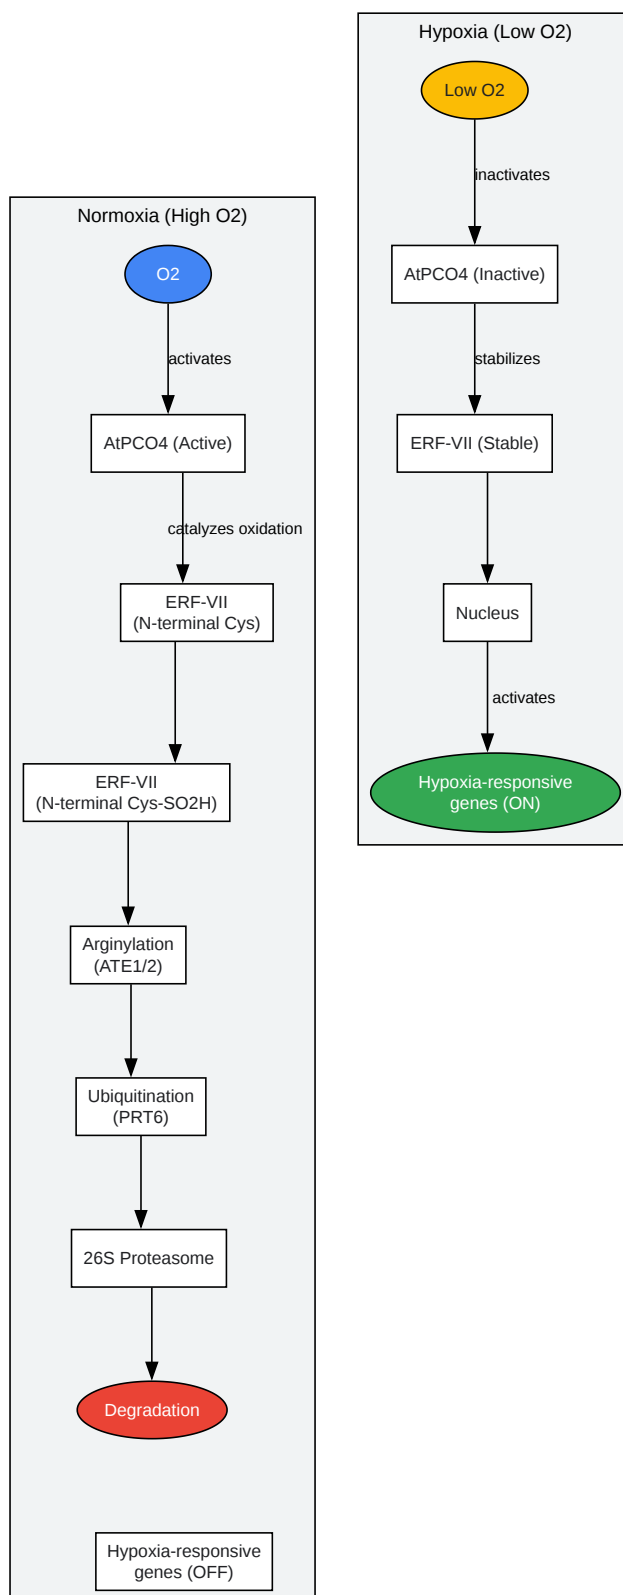 Normoxia (High O2)
O2
activates
AtPCO4 (Active)
catalyzes oxidation
ERF-VII
(N-terminal Cys)
ERF-VII
(N-terminal Cys-SO2H)
Arginylation
(ATE1/2)
Ubiquitination
(PRT6)
26S Proteasome
Degradation
Hypoxia-responsive
genes (OFF)
Hypoxia (Low O2)
Low O2
inactivates
AtPCO4 (Inactive)
stabilizes
ERF-VII (Stable)
Nucleus
activates
Hypoxia-responsive
genes (ON)